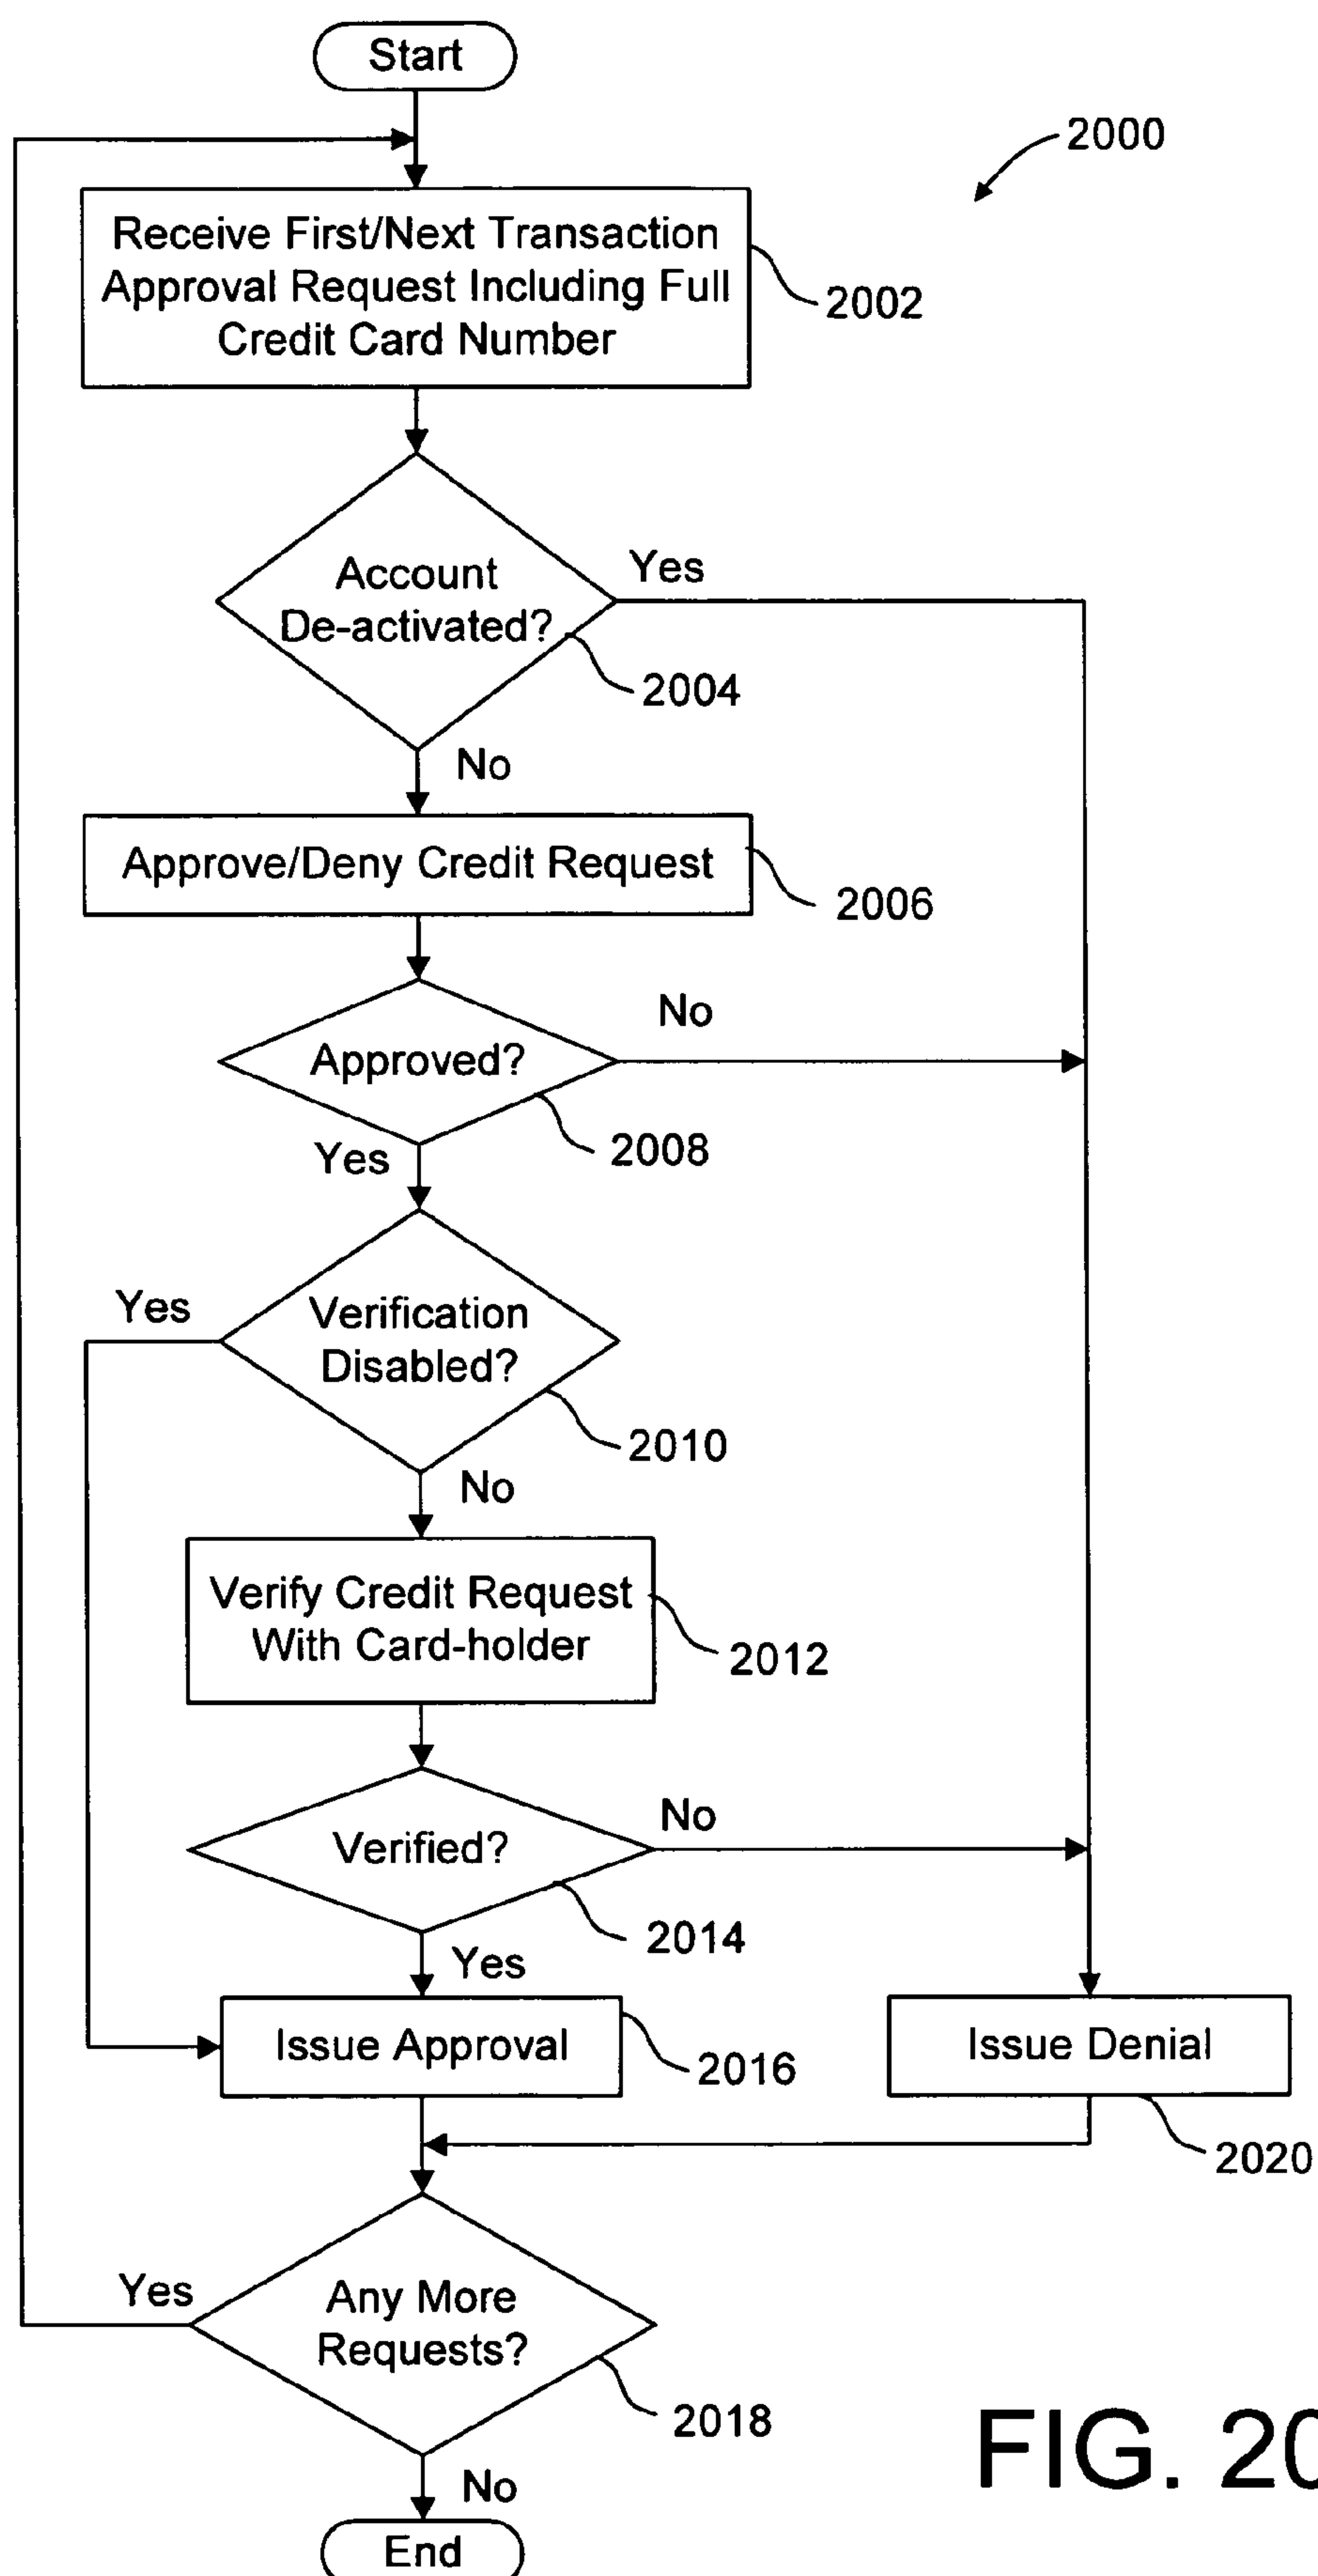 Start
2000
Receive First/Next Transaction
Approval Request Including Full
Credit Card Number
2002
Account
De-activated?
Yes
2004
No
Approve/Deny Credit Request
2006
Approved?
No
2008
Yes
Verification
Disabled?
Yes
2010
No
Verify Credit Request
With Card-holder
2012
Verified?
No
2014
Yes
Issue Approval
2016
Issue Denial
2020
Any More
Requests?
Yes
2018
No
End
FIG. 20